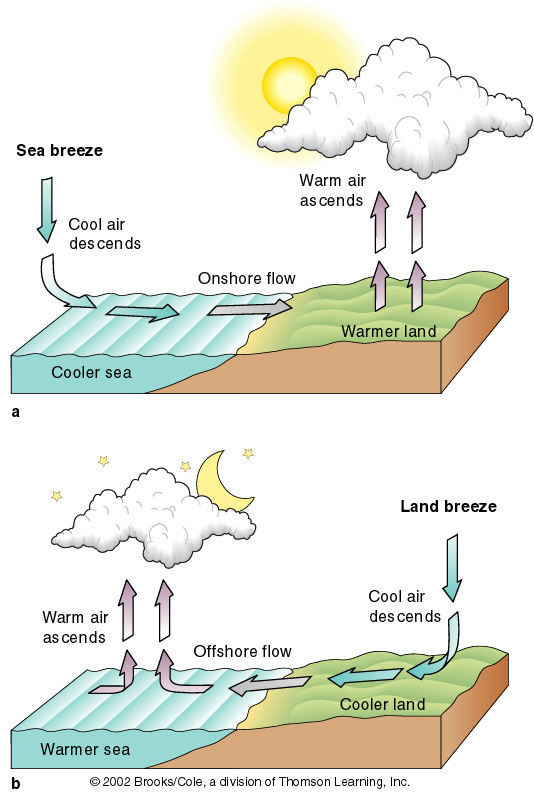 Sea breeze
Cool air
descends
Warm air
ascends
Onshore flow
Warmer land
Cooler sea
a
Land breeze
Cool air
descends
Warm air
ascends
Offshore flow
Cooler land
Warmer sea
b
© 2002 Brooks/Cole, a division of Thomson Learning, Inc.